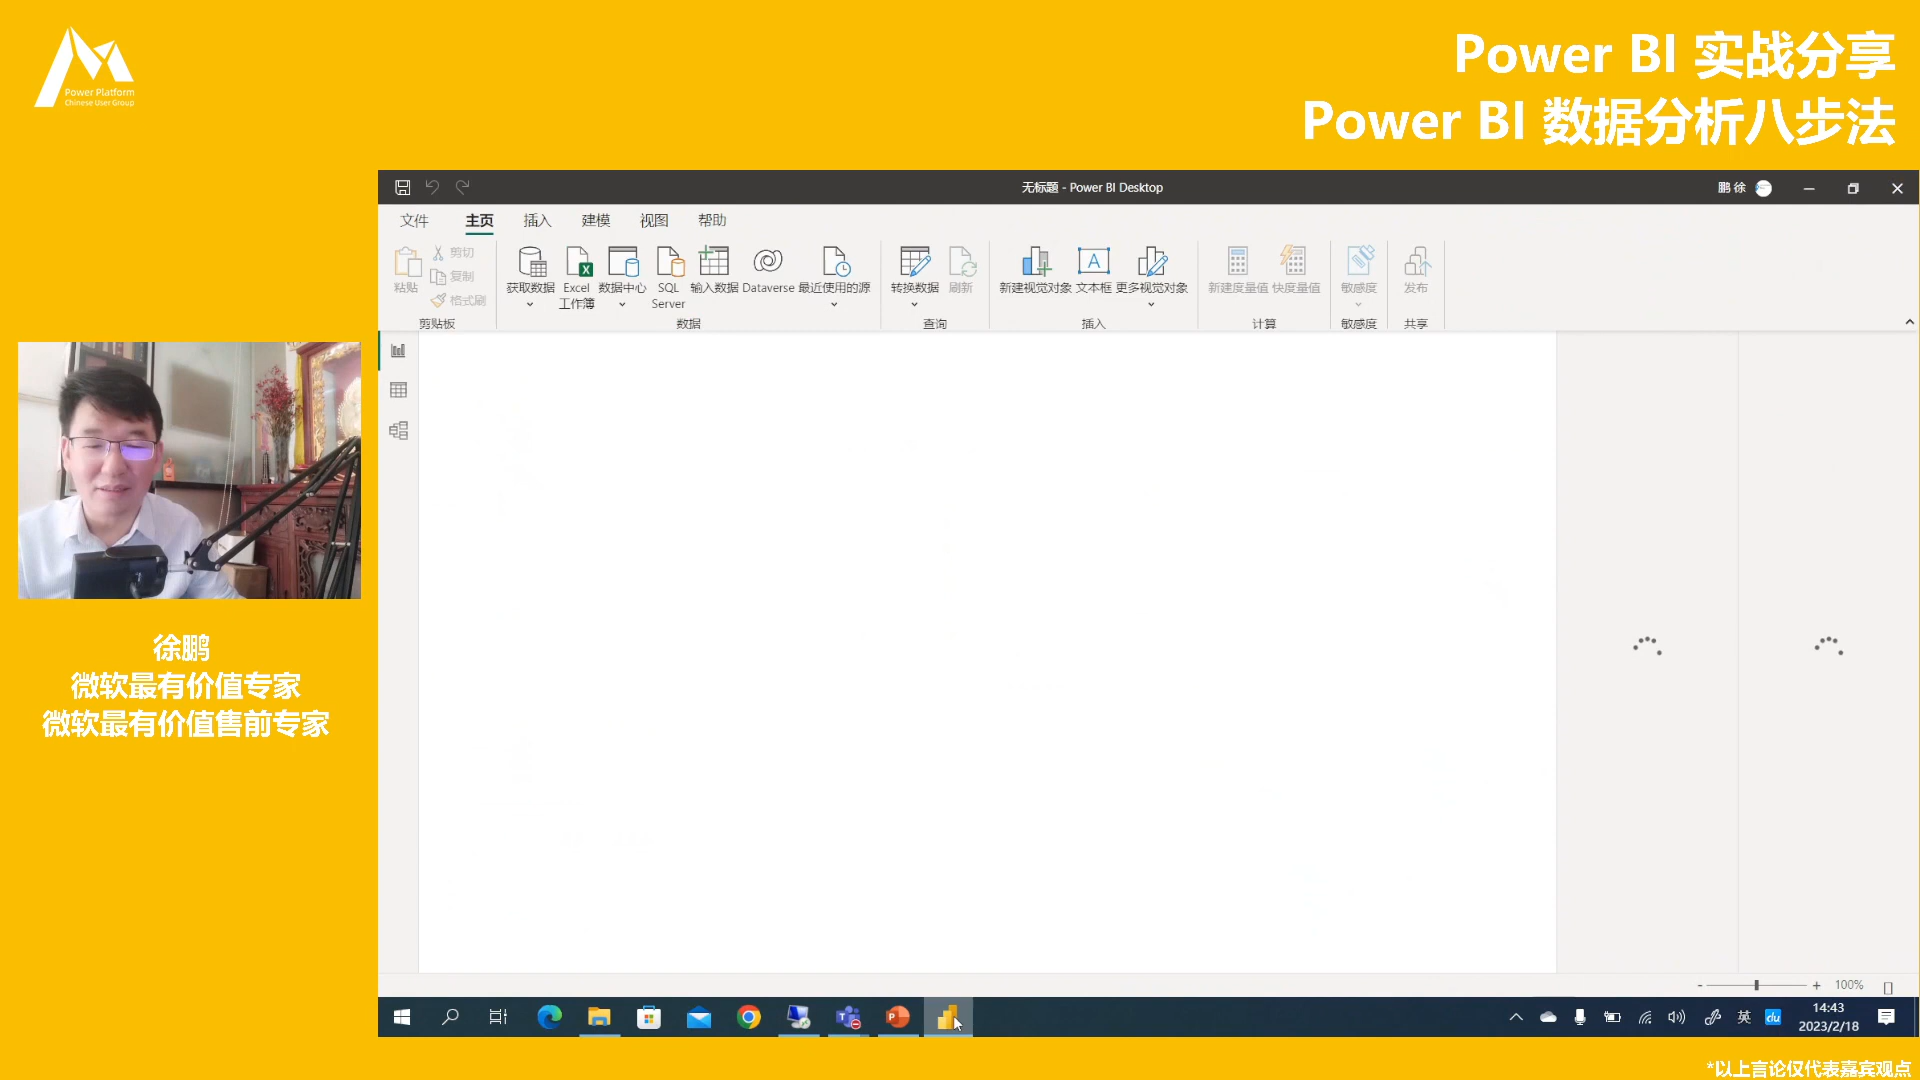 Power Platform
Chinese User Group
Power BI 实战分享
Power BI 数据分析八步法
无标题 - Power BI Desktop
鹏 徐
文件 主页 插入 建模 视图 帮助
粘贴
剪切
复制
格式刷
剪贴板
获取数据
Excel
工作簿
数据中心
SQL
Server
输入数据
Dataverse
最近使用的源
数据
转换数据
刷新
查询
新建视觉对象
文本框
更多视觉对象
插入
新建度量值
快度量值
计算
敏感度
敏感度
发布
共享
徐鹏
微软最有价值专家
微软最有价值售前专家
- + 100%
英
du
14:43
2023/2/18
*以上言论仅代表嘉宾观点